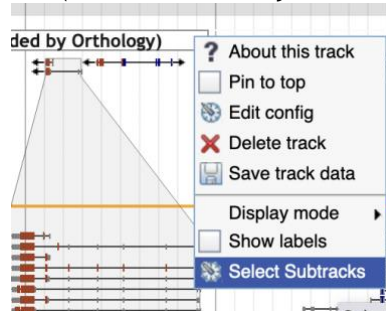 ded by Orthology)
? About this track
Pin to top
Edit config
Delete track
Save track data
Display mode
Show labels
Select Subtracks